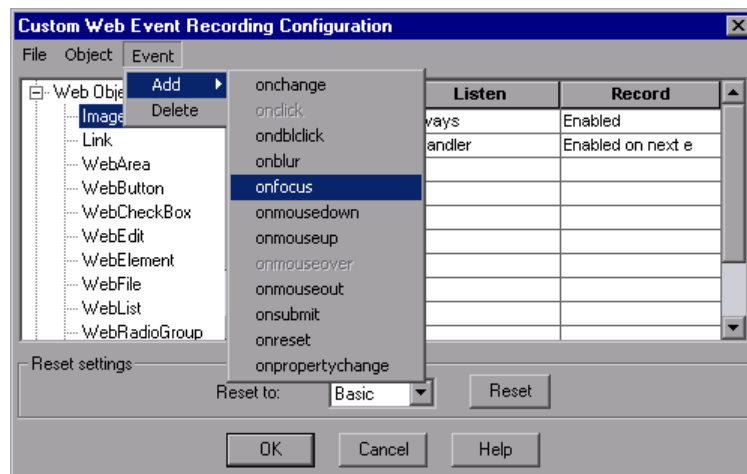 Custom Web Event Recording Configuration
File Object Event
Web Obje
Add
Delete
onchange
onclick
ondblclick
onblur
onfocus
onmousedown
onmouseup
onmouseover
onmouseout
onsubmit
onreset
onpropertychange
Listen Record
ways Enabled
andler Enabled on next e
Image
Link
WebArea
WebButton
WebCheckBox
WebEdit
WebElement
WebFile
WebList
WebRadioGroup
Reset settings
Reset to: Basic Reset
OK Cancel Help